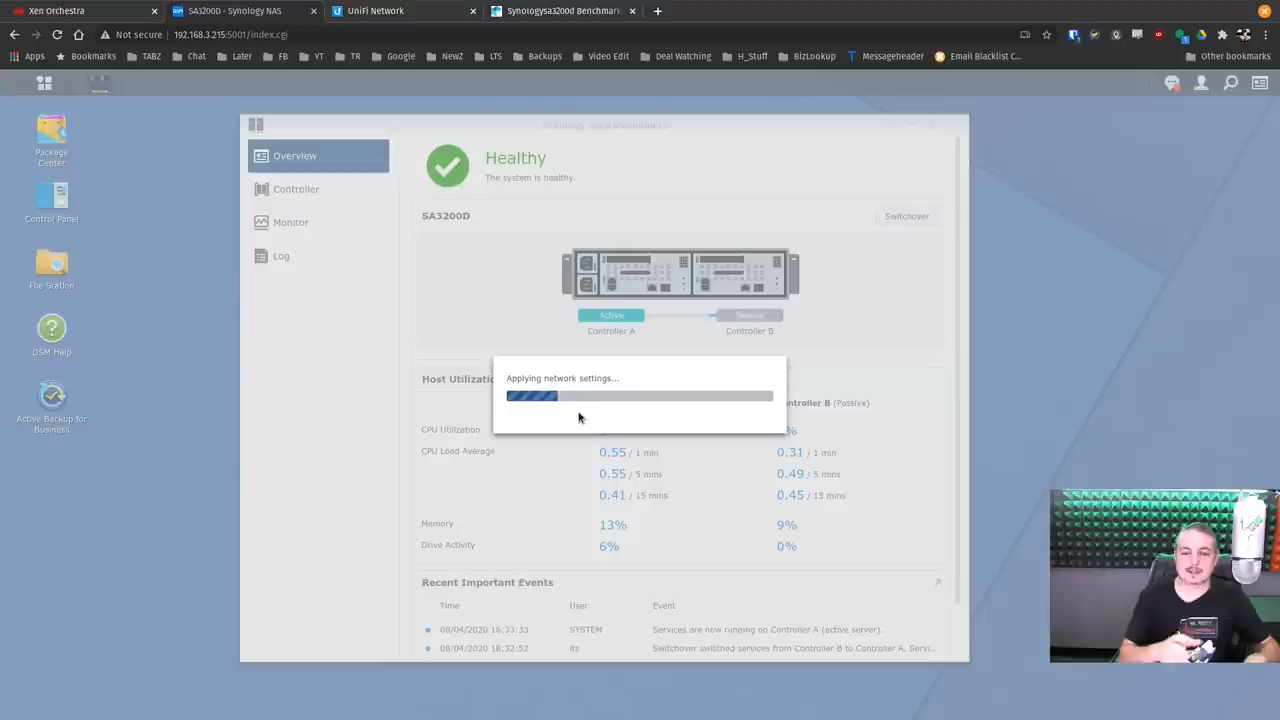 Xen Orchestra
SA3200D - Synology NAS
UniFi Network
Synologysa3200d Benchmark
Not secure
192.168.3.215:5001/index.cgi
Apps
Bookmarks
TABZ
Chat
Later
FB
YT
TR
Google
NewZ
LTS
Backups
Video Edit
Deal Watching
H_Stuff
BizLookup
Messageheader
Email Blacklist C...
Other bookmarks
Package
Center
Control Panel
File Station
DSM Help
Active Backup for
Business
Overview
Controller
Monitor
Log
Healthy
The system is healthy.
SA3200D
Switchover
Active
Controller A
Controller B
Applying network settings...
Host Utilizatio
ontroller B (Passive)
CPU Utilization
%
CPU Load Average
0.55 / 1 min
0.31 / 1 min
0.55 / 5 mins
0.49 / 5 mins
0.41 / 15 mins
0.45 / 15 mins
Memory
13%
9%
Drive Activity
6%
0%
Recent Important Events
Time
User
Event
08/04/2020 18:33:33
SYSTEM
Services are now running on Controller A (active server).
08/04/2020 18:32:52
lts
Switchover switched services from Controller B to Controller A. Servi...